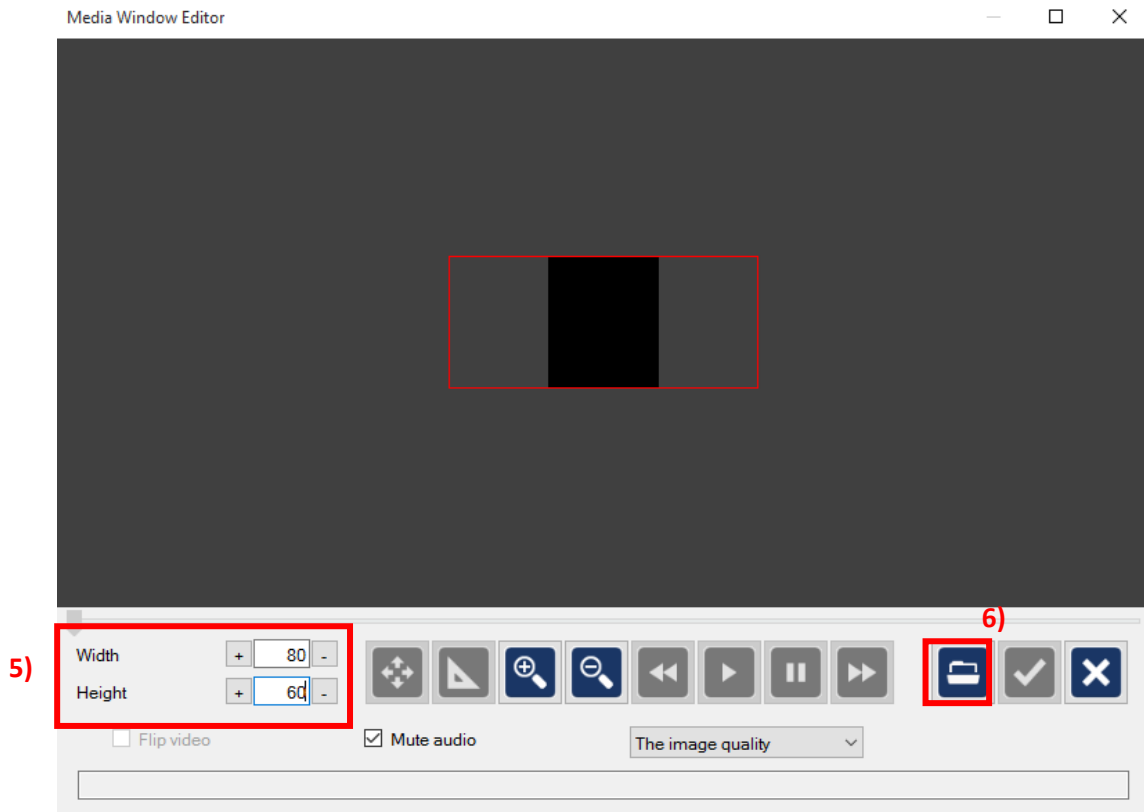 Media Window Editor
6)
5)
Width + 80 -
Height + 60 -
Flip video
Mute audio
The image quality